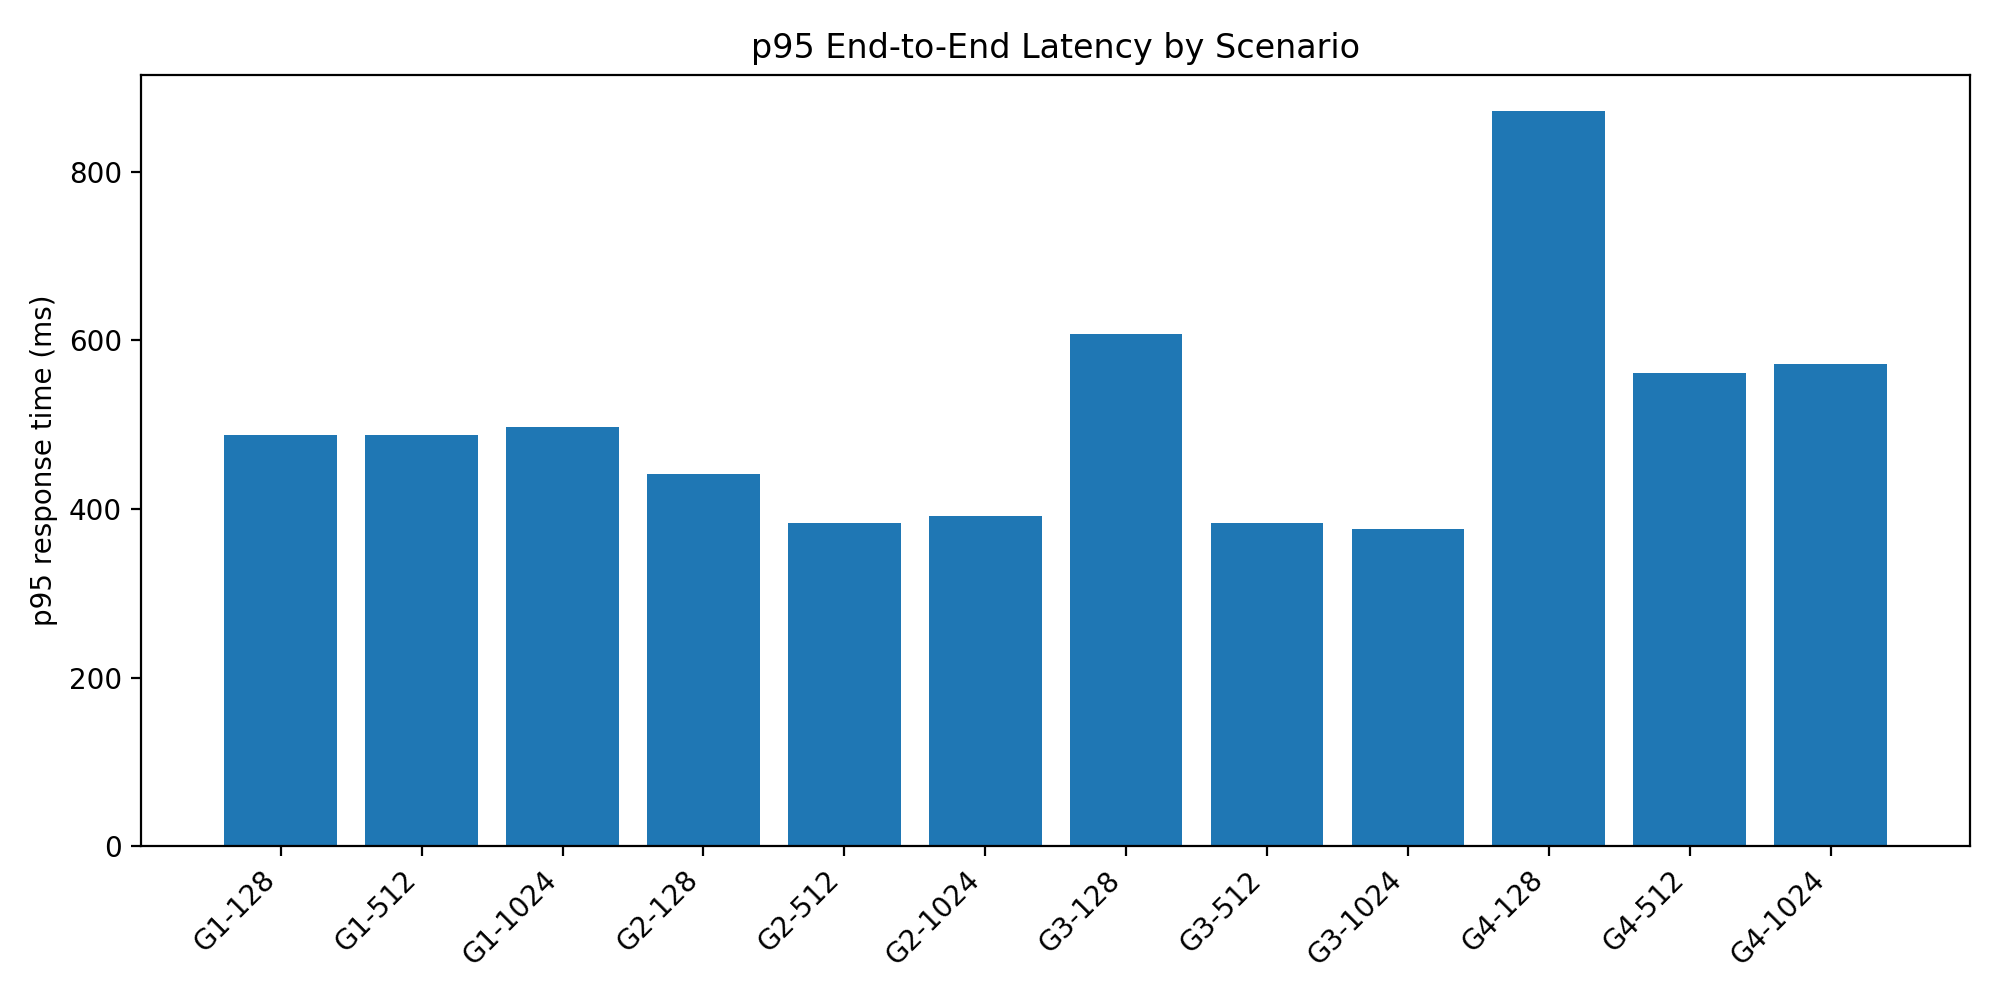 p95 End-to-End Latency by Scenario
p95 response time (ms)
800
600
400
200
0
G1-128
G1-512
G1-1024
G2-128
G2-512
G2-1024
G3-128
G3-512
G3-1024
G4-128
G4-512
G4-1024